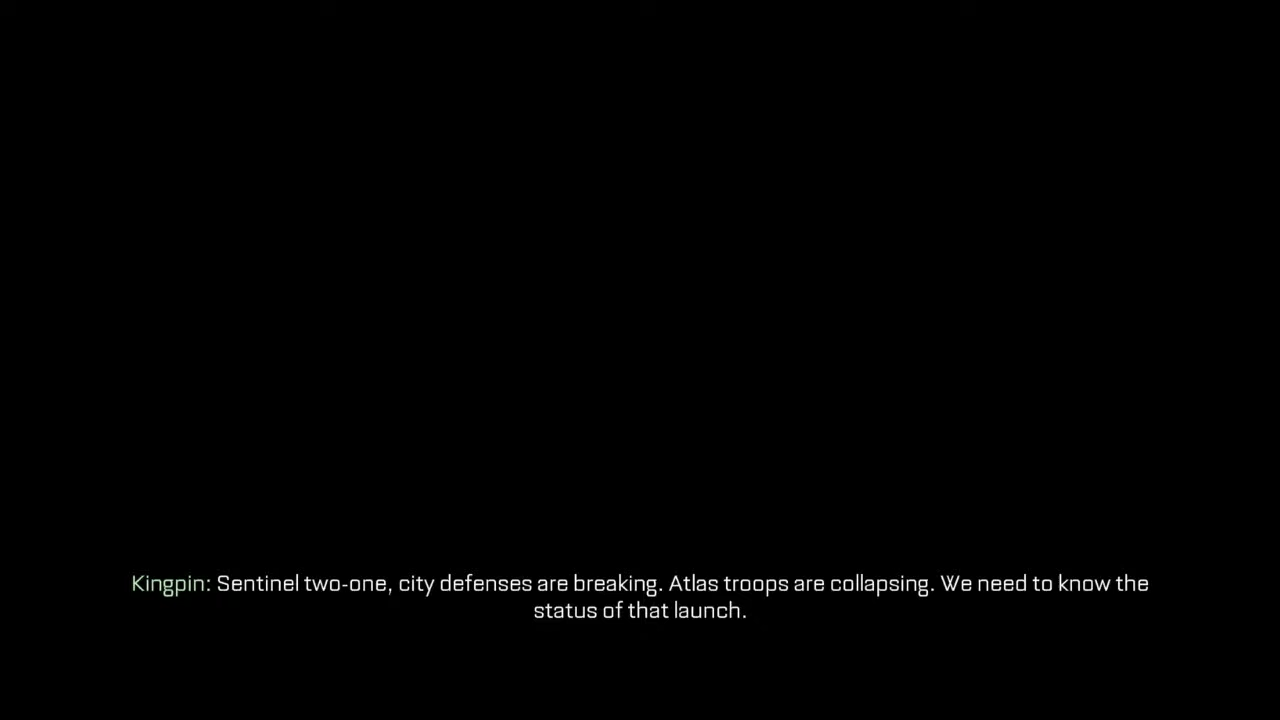 Kingpin: Sentinel two-one, city defenses are breaking. Atlas troops are collapsing. We need to know the
status of that launch.